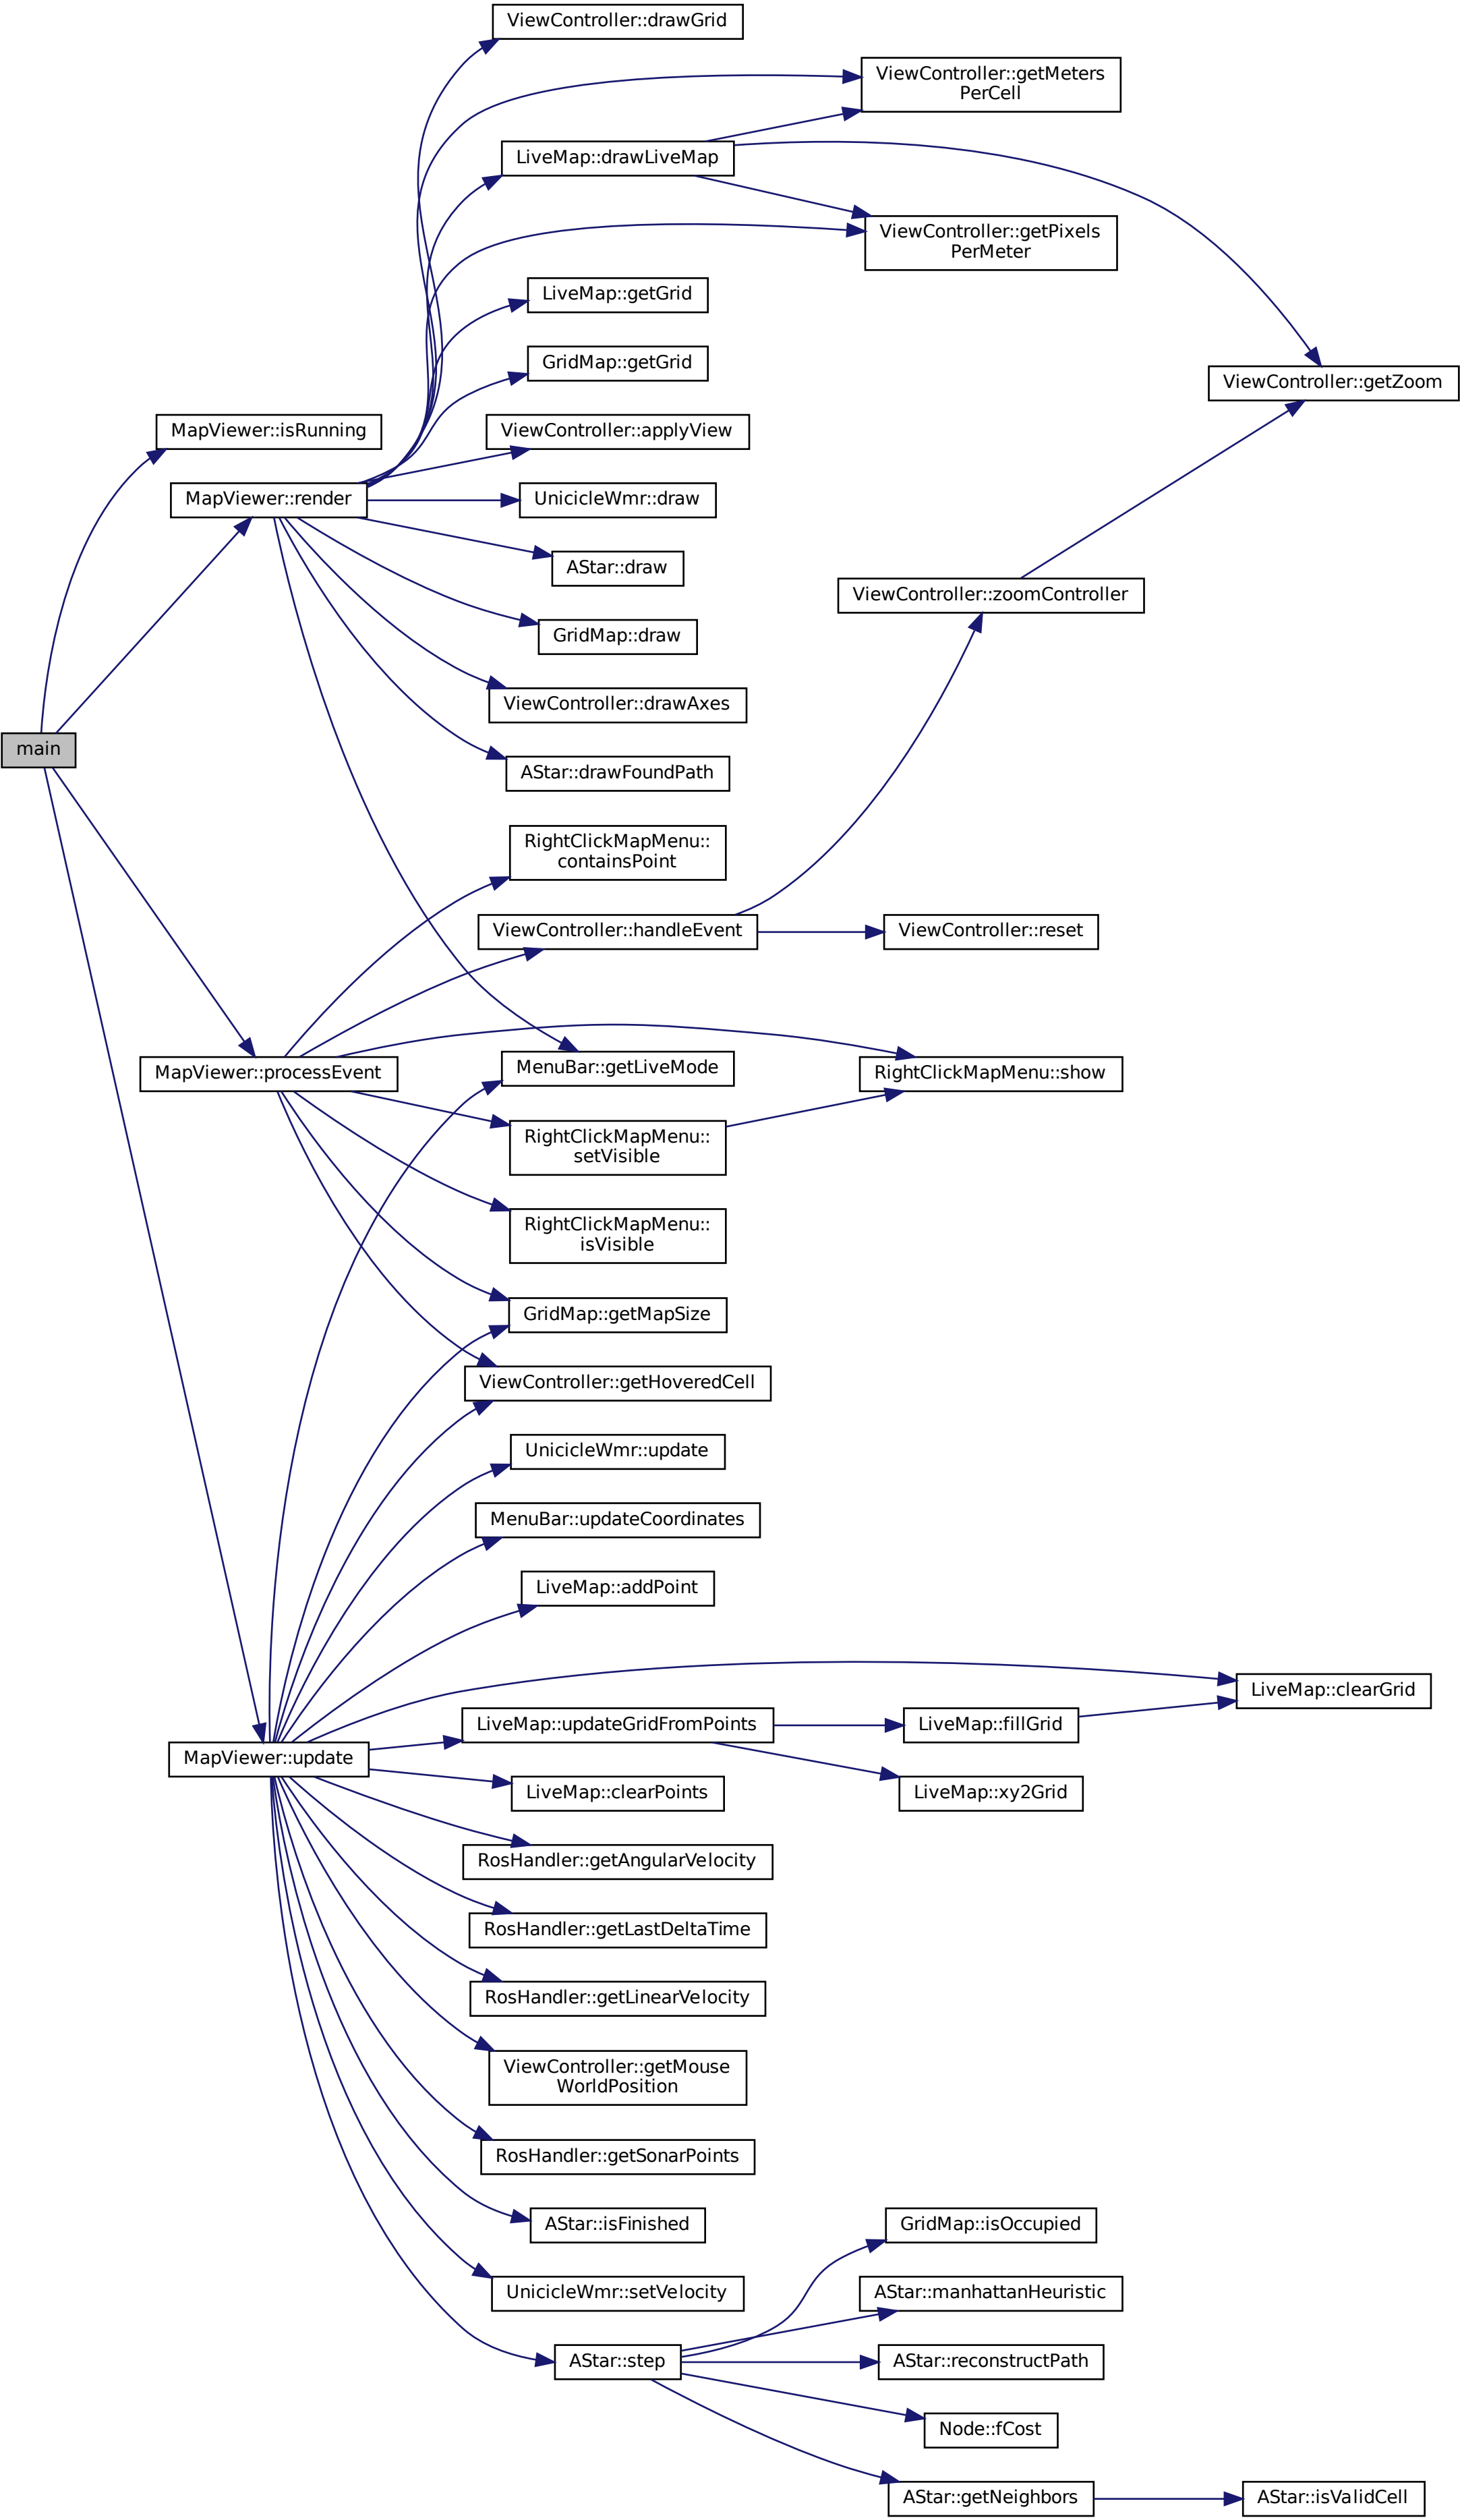 ViewController::drawGrid
ViewController::getMeters
PerCell
LiveMap::drawLiveMap
ViewController::getPixels
PerMeter
LiveMap::getGrid
GridMap::getGrid
ViewController::getZoom
MapViewer::isRunning
ViewController::applyView
MapViewer::render
UnicicleWmr::draw
AStar::draw
ViewController::zoomController
GridMap::draw
ViewController::drawAxes
main
AStar::drawFoundPath
RightClickMapMenu::
containsPoint
ViewController::handleEvent
ViewController::reset
MenuBar::getLiveMode
MapViewer::processEvent
RightClickMapMenu::show
RightClickMapMenu::
setVisible
RightClickMapMenu::
isVisible
GridMap::getMapSize
ViewController::getHoveredCell
UnicicleWmr::update
MenuBar::updateCoordinates
LiveMap::addPoint
LiveMap::clearGrid
LiveMap::updateGridFromPoints
LiveMap::fillGrid
MapViewer::update
LiveMap::clearPoints
LiveMap::xy2Grid
RosHandler::getAngularVelocity
RosHandler::getLastDeltaTime
RosHandler::getLinearVelocity
ViewController::getMouse
WorldPosition
RosHandler::getSonarPoints
AStar::isFinished
GridMap::isOccupied
UnicicleWmr::setVelocity
AStar::manhattanHeuristic
AStar::step
AStar::reconstructPath
Node::fCost
AStar::getNeighbors
AStar::isValidCell